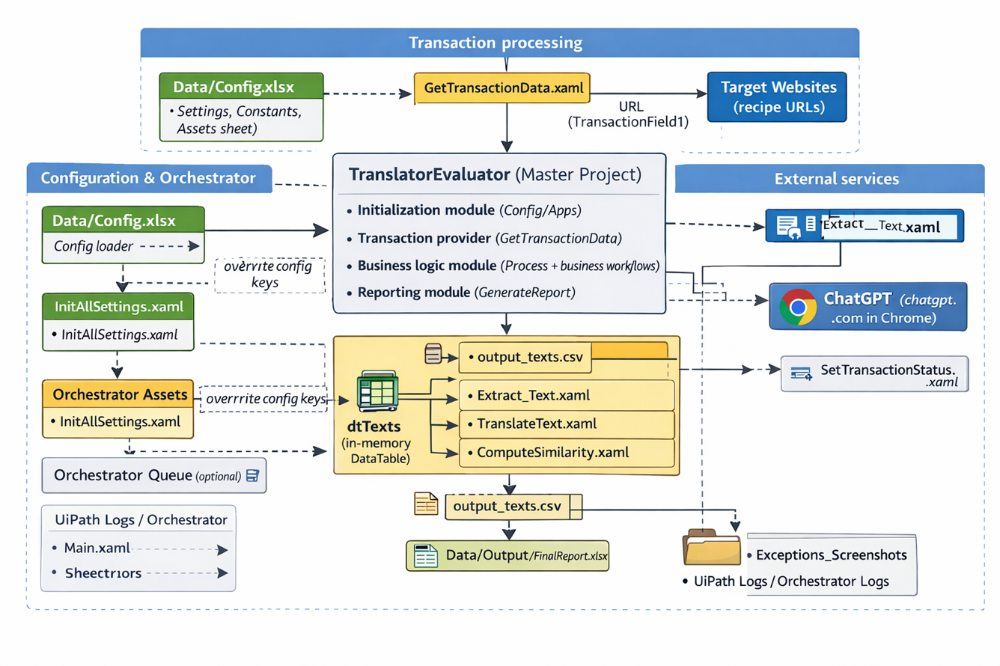 Transaction processing
Data/Config.xlsx
• Settings, Constants,
Assets sheet)
GetTransactionData.xaml
URL
(TransactionField1)
Target Websites
(recipe URLs)
Configuration & Orchestrator
Data/Config.xlsx
Config loader
overrite config
keys
InitAllSettings.xaml
• InitAllSettings.xaml
Orchestrator Assets
• InitAllSettings.xaml
overrrite config keys
Orchestrator Queue (optional)
UiPath Logs / Orchestrator
• Main.xaml
• Sheectrıors
TranslatorEvaluator (Master Project)
• Initialization module (Config/Apps)
• Transaction provider (GetTransactionData)
• Business logic module (Process + business workflows)
• Reporting module (GenerateReport)
dtTexts
(in-memory
DataTable)
• output_texts.csv
• Extract_Text.xaml
• TranslateText.xaml
• ComputeSimilarity.xaml
output_texts.csv
Data/Output/FinalReport.xlsx
External services
Extract__Text.xaml
ChatGPT (chatgpt.
.com in Chrome)
SetTransactionStatus.
.xaml
• Exceptions_Screenshots
• UiPath Logs / Orchestrator Logs